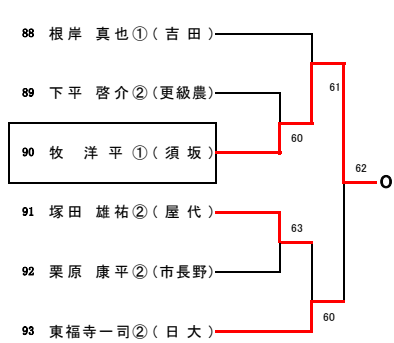 88 根岸 真也①(吉田)
61
89 下平 啓介②(更級農)
60
90 牧 洋平①(須坂)
62
O
91 塚田 雄祐②(屋代)
63
92 栗原 康平②(市長野)
60
93 東福寺一司②(日大)